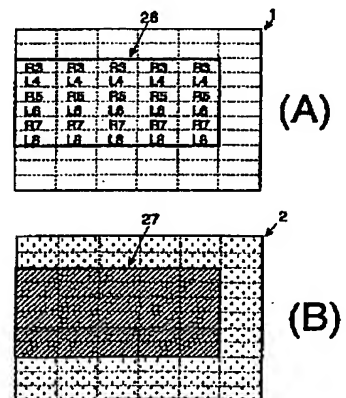 26
1
R3 R3 R3 R3 R3
L4 L4 L4 L4 L4
R5 R5 R5 R5 R5
L6 L6 L6 L6 L6
R7 R7 R7 R7 R7
L8 L8 L8 L8 L8
(A)
27
2
(B)